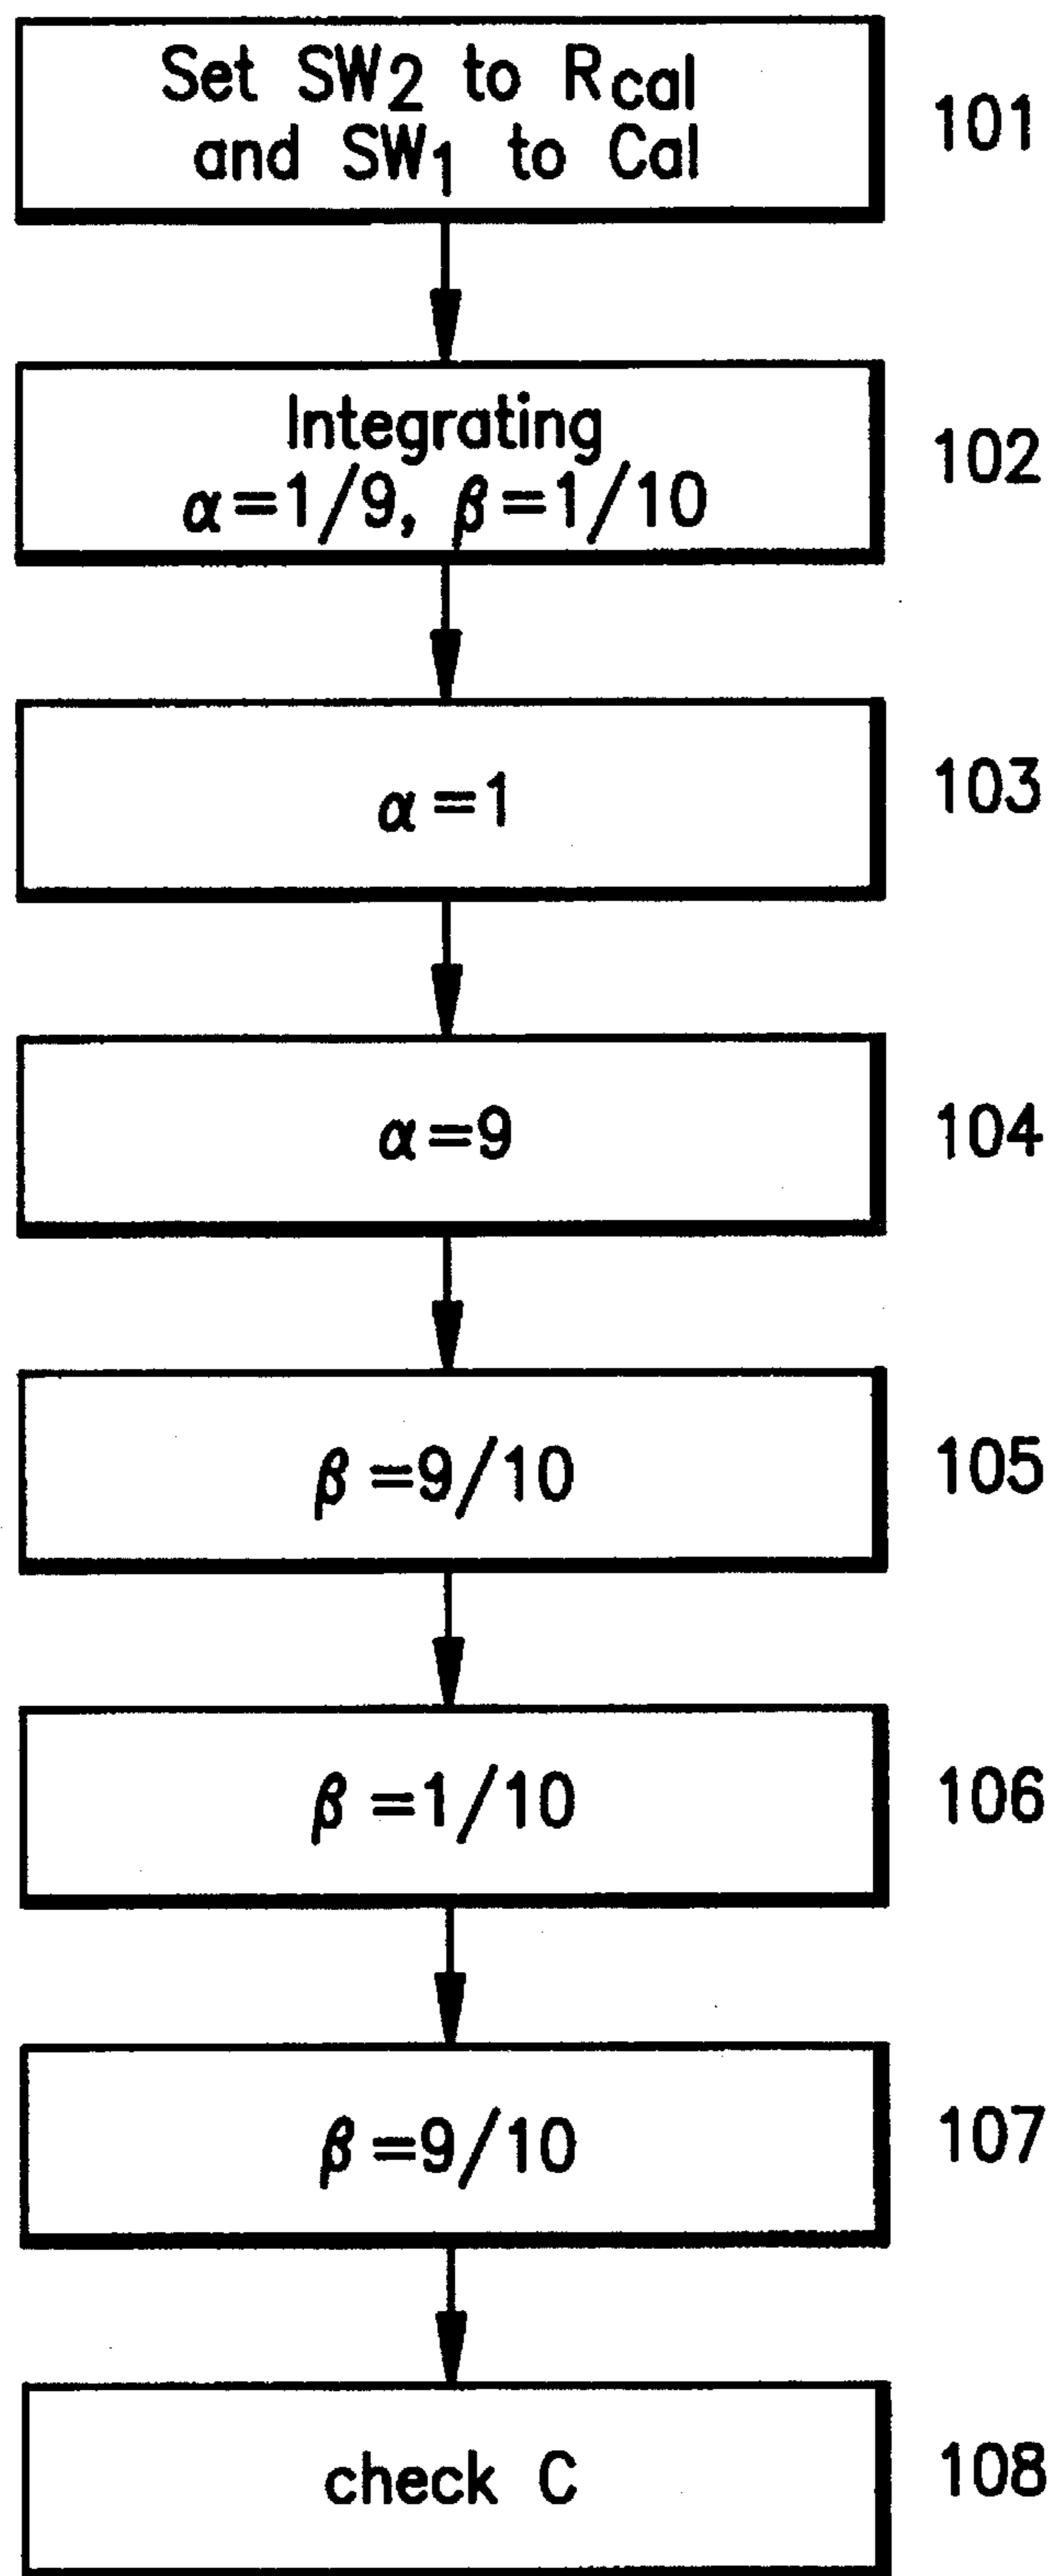 Set SW2 to Rcal
and SW1 to Cal
101
Integrating
α=1/9, β=1/10
102
α=1
103
α=9
104
β=9/10
105
β=1/10
106
β=9/10
107
check C
108